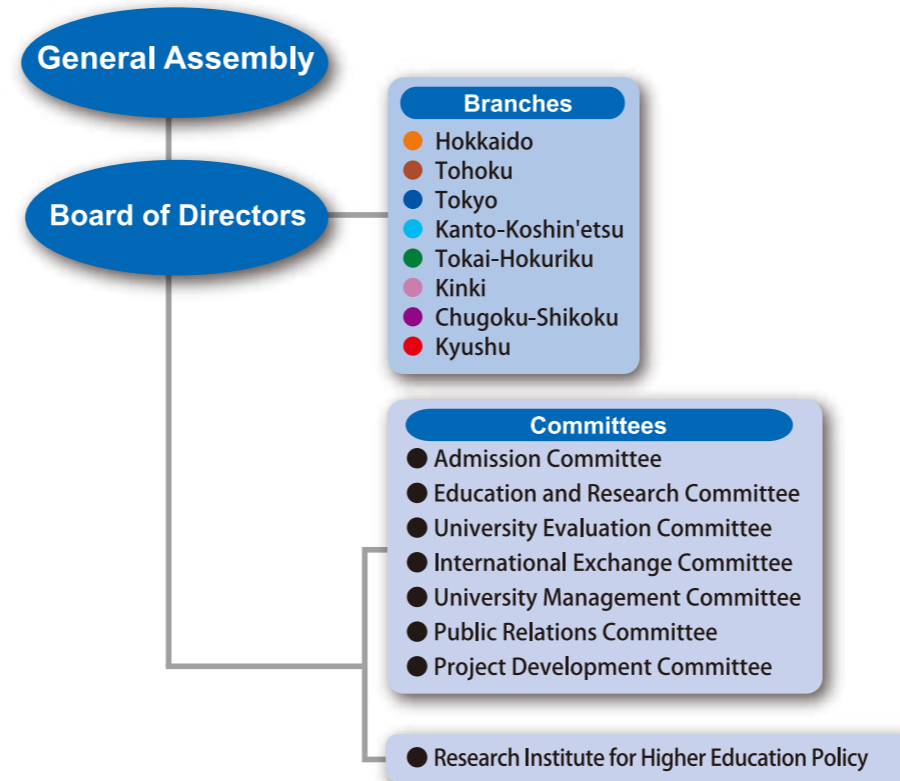 General Assembly
Board of Directors
Branches
Hokkaido
Tohoku
Tokyo
Kanto-Koshin'etsu
Tokai-Hokuriku
Kinki
Chugoku-Shikoku
Kyushu
Committees
Admission Committee
Education and Research Committee
University Evaluation Committee
International Exchange Committee
University Management Committee
Public Relations Committee
Project Development Committee
Research Institute for Higher Education Policy